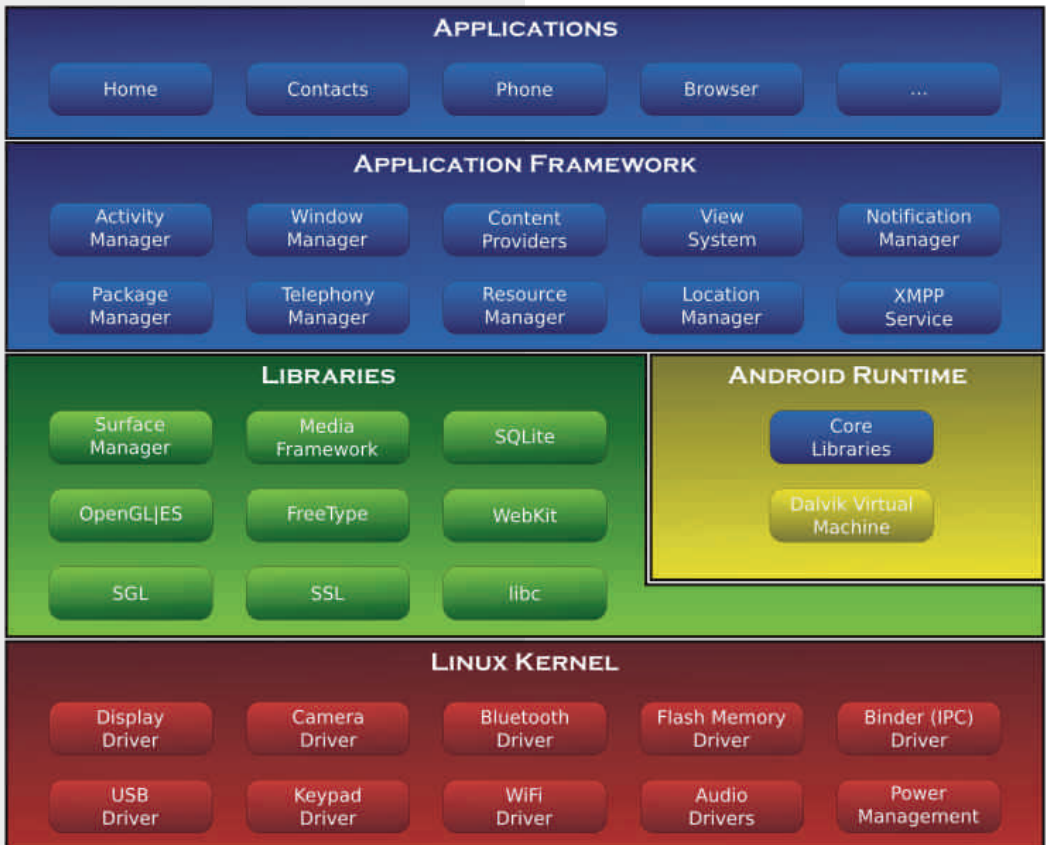 APPLICATIONS
Home
Contacts
Phone
Browser
...
APPLICATION FRAMEWORK
Activity
Manager
Window
Manager
Content
Providers
View
System
Notification
Manager
Package
Manager
Telephony
Manager
Resource
Manager
Location
Manager
XMPP
Service
LIBRARIES
Surface
Manager
Media
Framework
SQLite
OpenGL|ES
FreeType
WebKit
SGL
SSL
libc
ANDROID RUNTIME
Core
Libraries
Dalvik Virtual
Machine
LINUX KERNEL
Display
Driver
Camera
Driver
Bluetooth
Driver
Flash Memory
Driver
Binder (IPC)
Driver
USB
Driver
Keypad
Driver
WiFi
Driver
Audio
Drivers
Power
Management